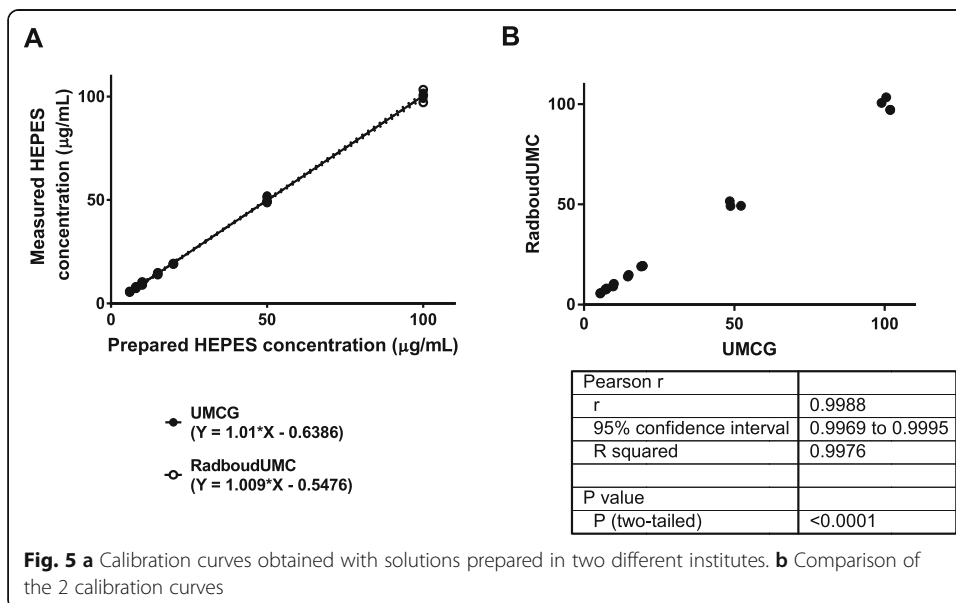 A
Measured HEPES
concentration (µg/mL)
100
50
0
0
50
100
Prepared HEPES concentration (µg/mL)
UMCG
(Y = 1.01*X - 0.6386)
RadboudUMC
(Y = 1.009*X - 0.5476)
B
RadboudUMC
100
50
0
0
50
100
UMCG
Pearson r
r 0.9988
95% confidence interval 0.9969 to 0.9995
R squared 0.9976
P value
P (two-tailed) <0.0001
Fig. 5 a Calibration curves obtained with solutions prepared in two different institutes. b Comparison of
the 2 calibration curves